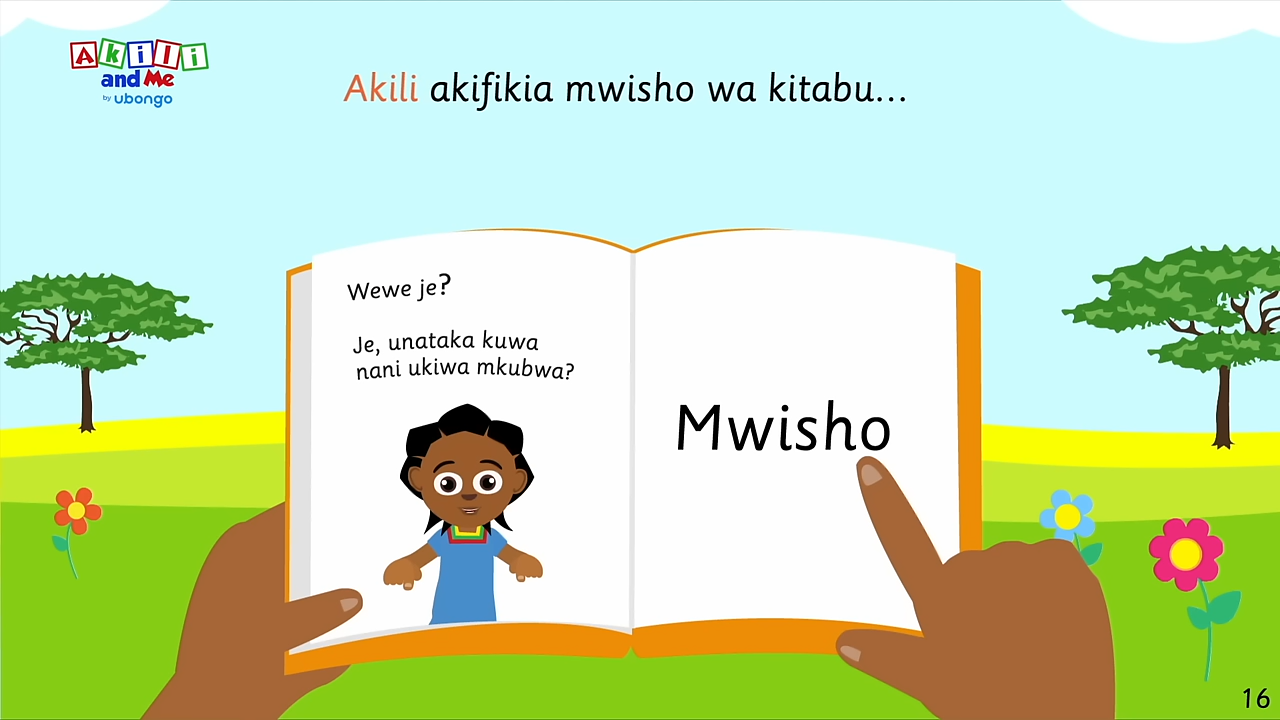 Akili
and Me
by ubongo
Akili akifikia mwisho wa kitabu...
Wewe je?
Je, unataka kuwa
nani ukiwa mkubwa?
Mwisho
16